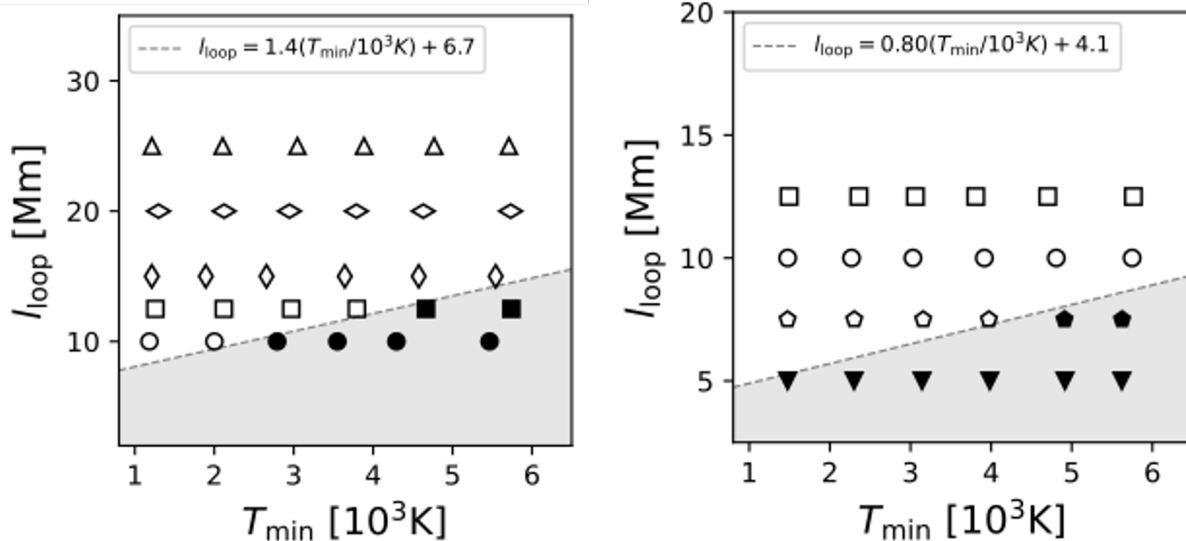 l_loop = 1.4(T_min/10³K) + 6.7
30
20
10
l_loop [Mm]
1 2 3 4 5 6
T_min [10³K]
l_loop = 0.80(T_min/10³K) + 4.1
20
15
10
5
l_loop [Mm]
1 2 3 4 5 6
T_min [10³K]